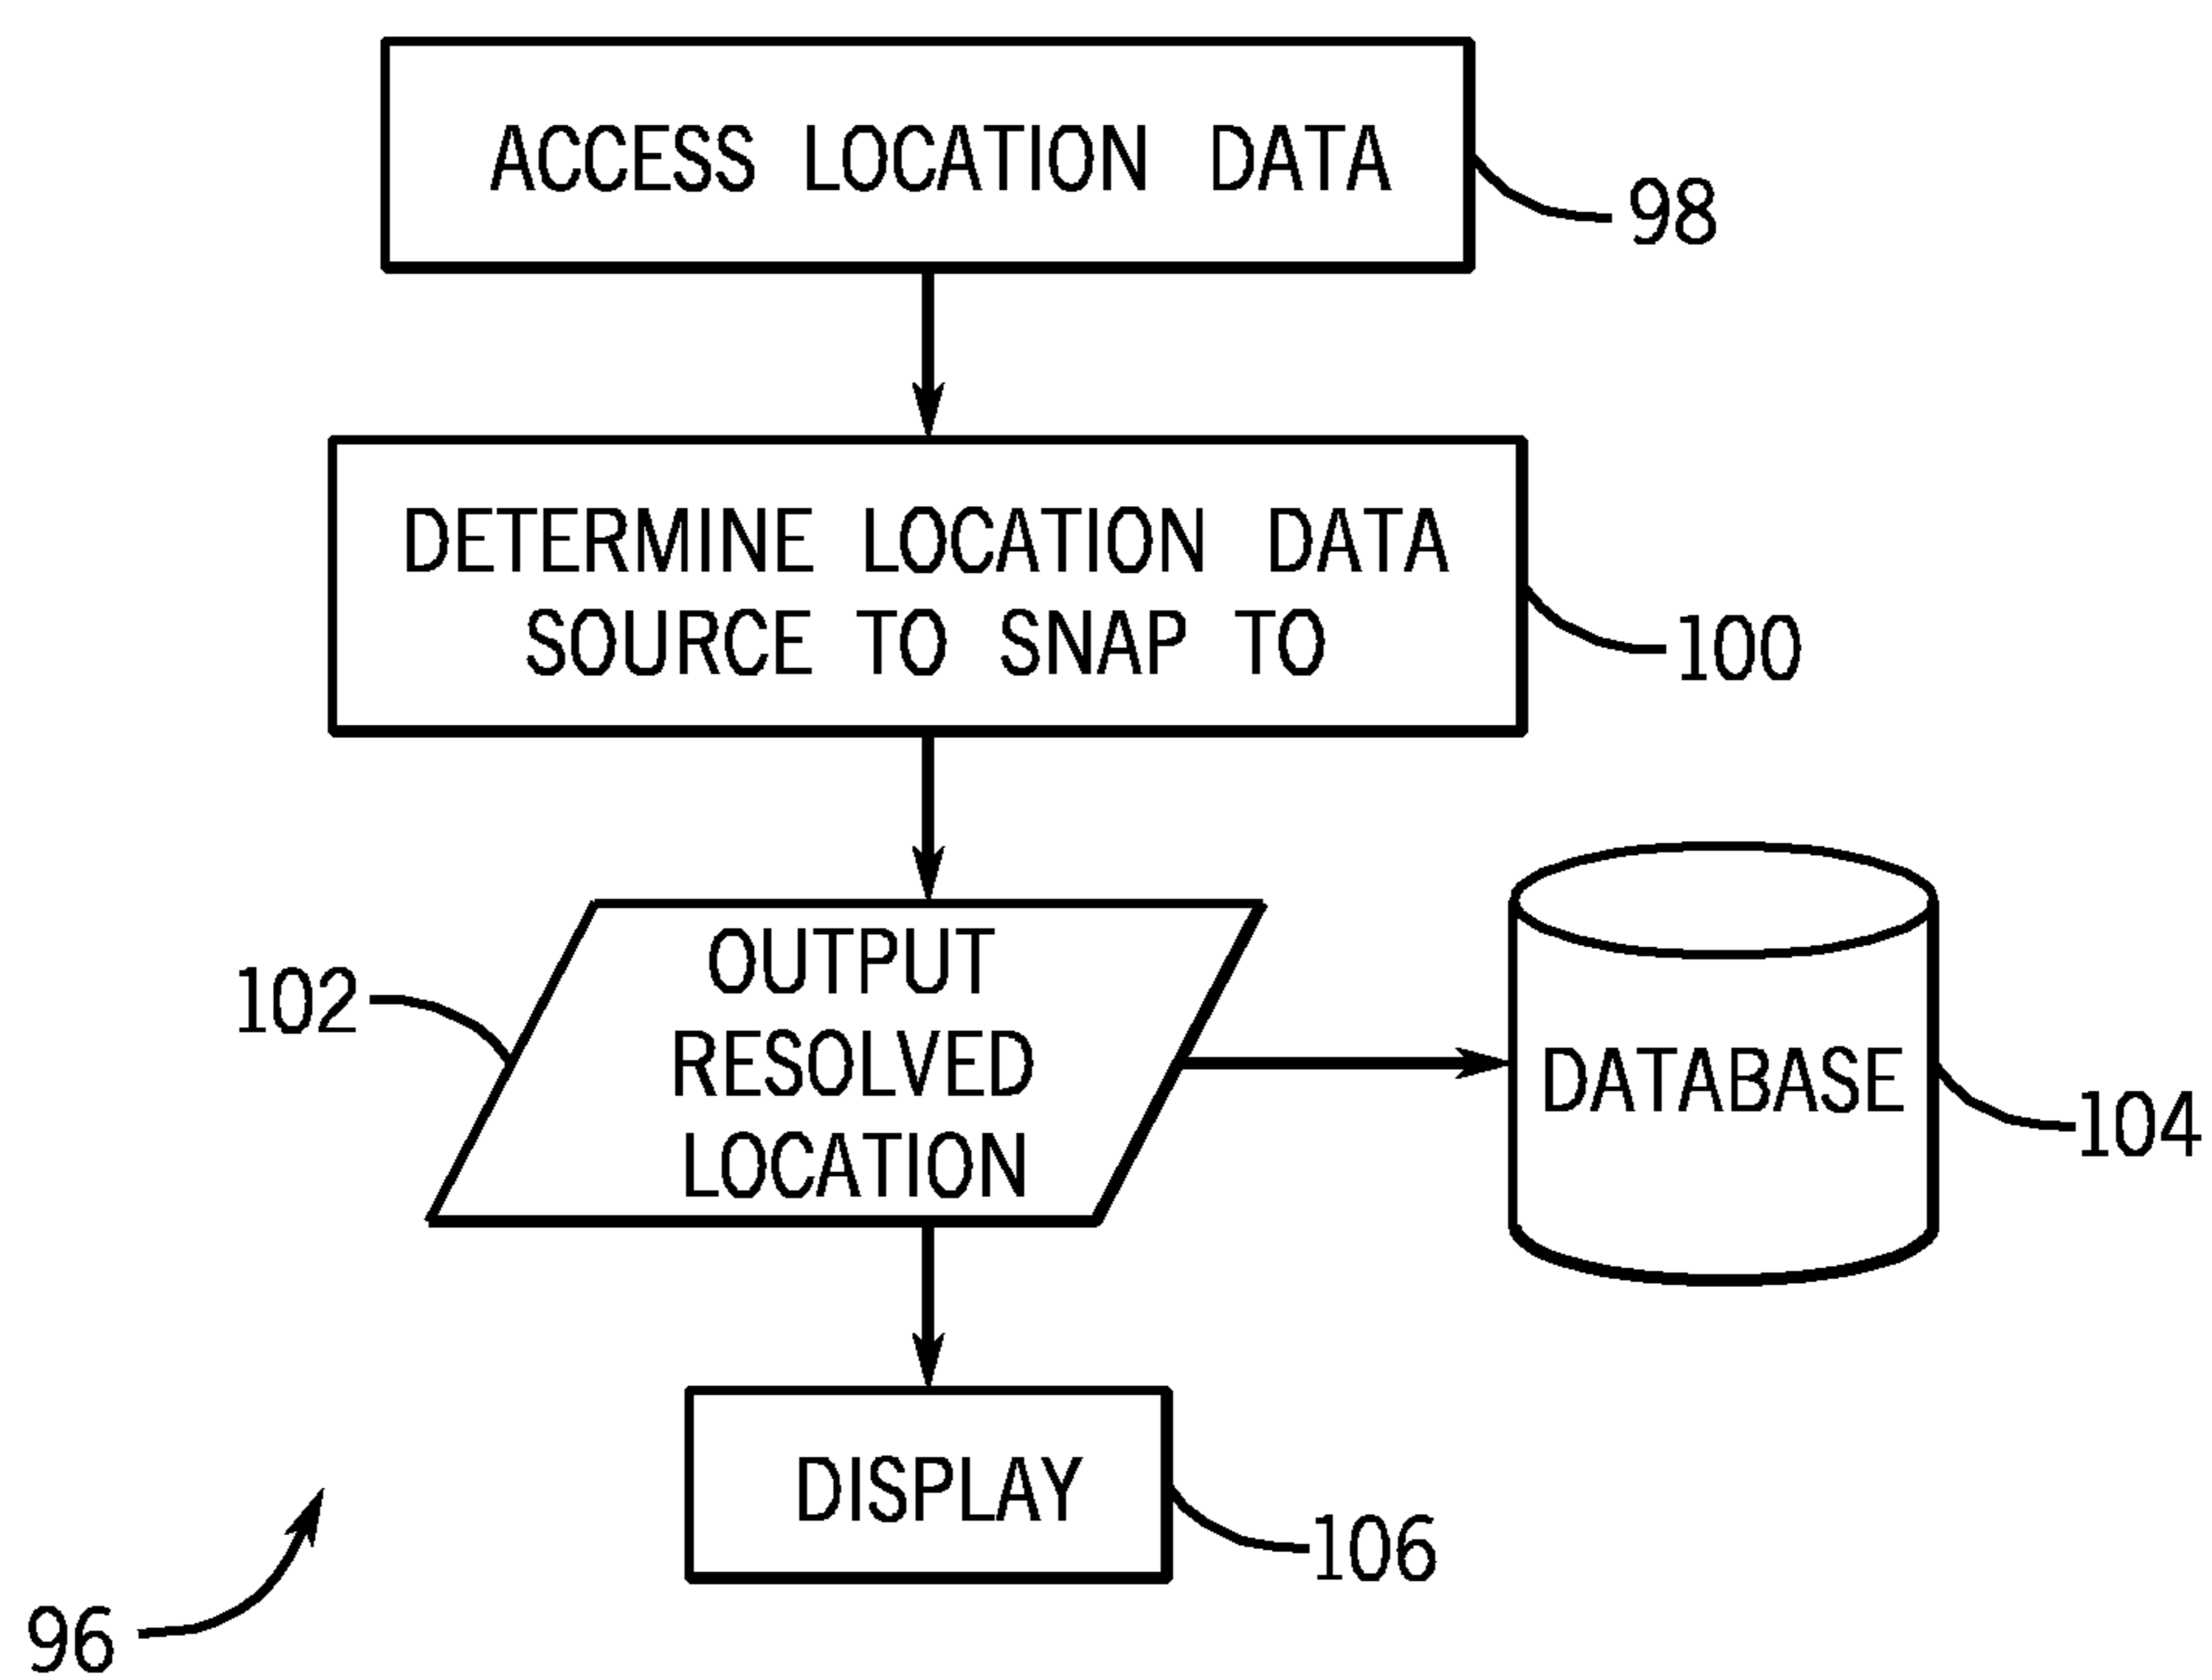 ACCESS LOCATION DATA
98
DETERMINE LOCATION DATA
SOURCE TO SNAP TO
100
OUTPUT
RESOLVED
LOCATION
102
DATABASE
104
DISPLAY
106
96